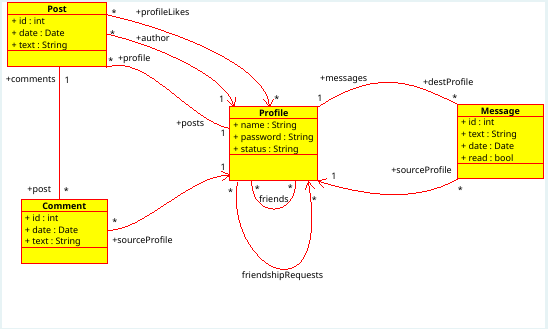 Post
+ id : int
+ date : Date
+ text : String
*
+profileLikes
*
+author
*
+profile
+comments
1
+posts
1
1
*
1
Profile
+ name : String
+ password : String
+ status : String
+messages
1
+destProfile
*
Message
+ id : int
+ text : String
+ date : Date
+ read : bool
+sourceProfile
1
*
+post
*
Comment
+ id : int
+ date : Date
+ text : String
*
+sourceProfile
*
*
*
friends
*
friendshipRequests